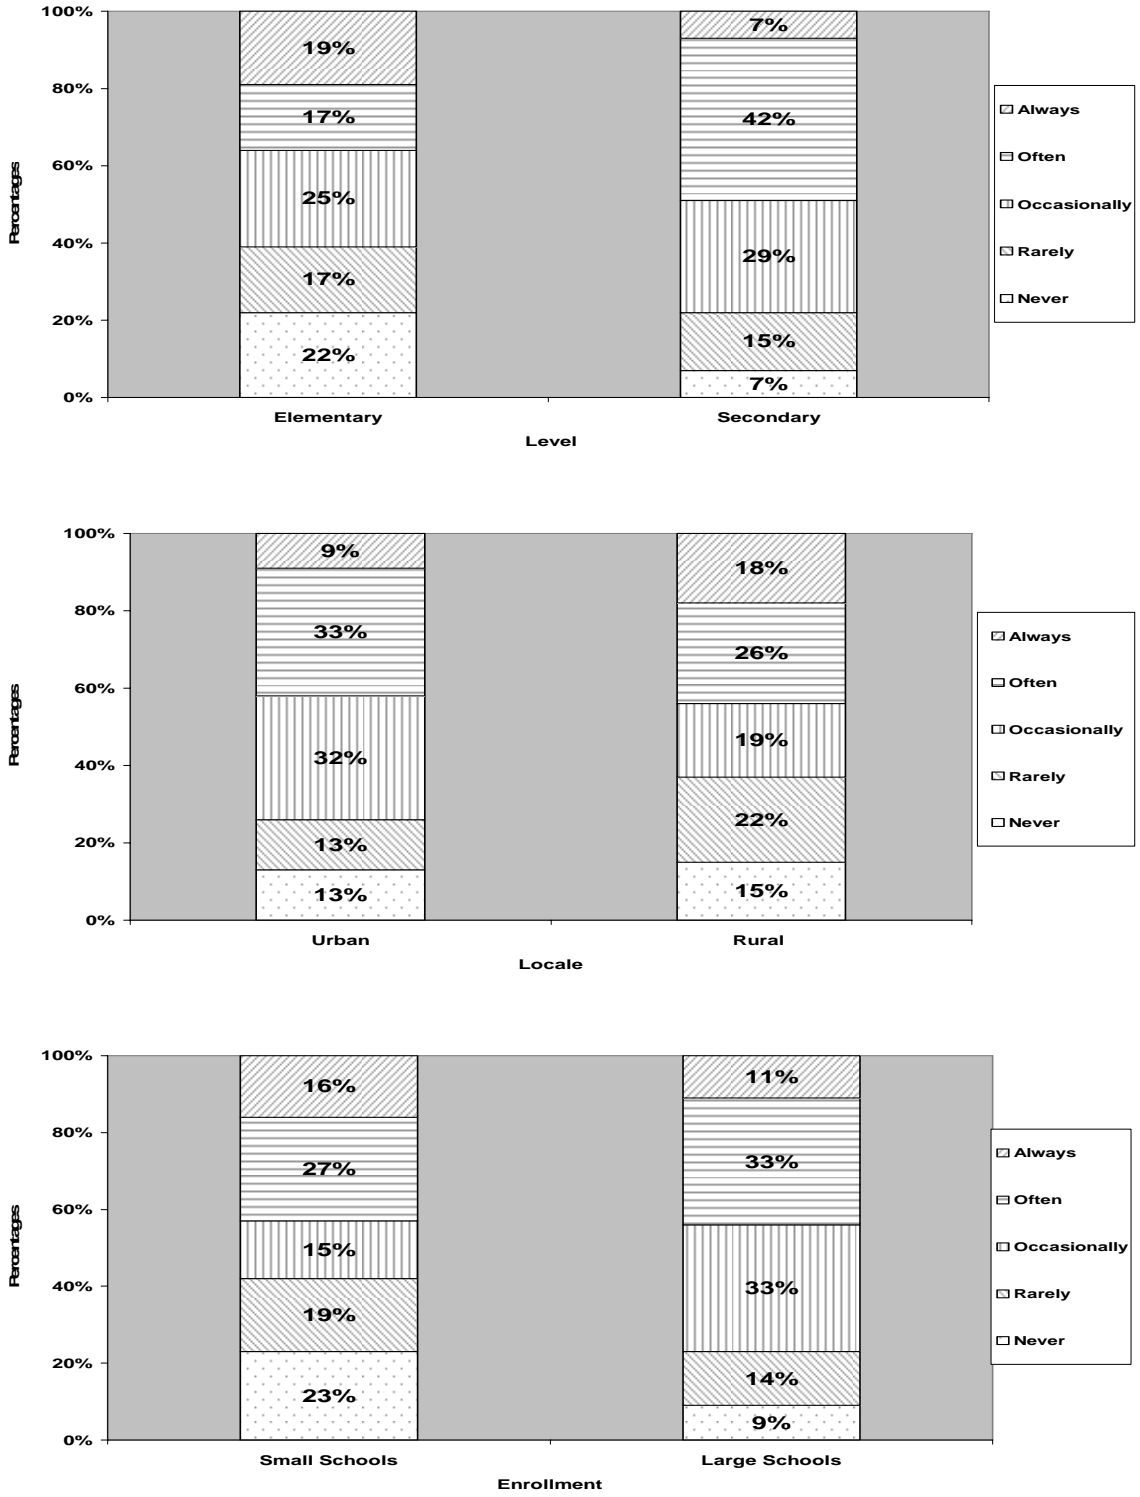 100%
80%
60%
40%
20%
0%
Percentages
19%
17%
25%
17%
22%
7%
42%
29%
15%
7%
Elementary
Secondary
Level
Always
Often
Occasionally
Rarely
Never
100%
80%
60%
40%
20%
0%
Percentages
9%
33%
32%
13%
13%
18%
26%
19%
22%
15%
Urban
Rural
Locale
Always
Often
Occasionally
Rarely
Never
100%
80%
60%
40%
20%
0%
Percentages
16%
27%
15%
19%
23%
11%
33%
33%
14%
9%
Small Schools
Large Schools
Enrollment
Always
Often
Occasionally
Rarely
Never